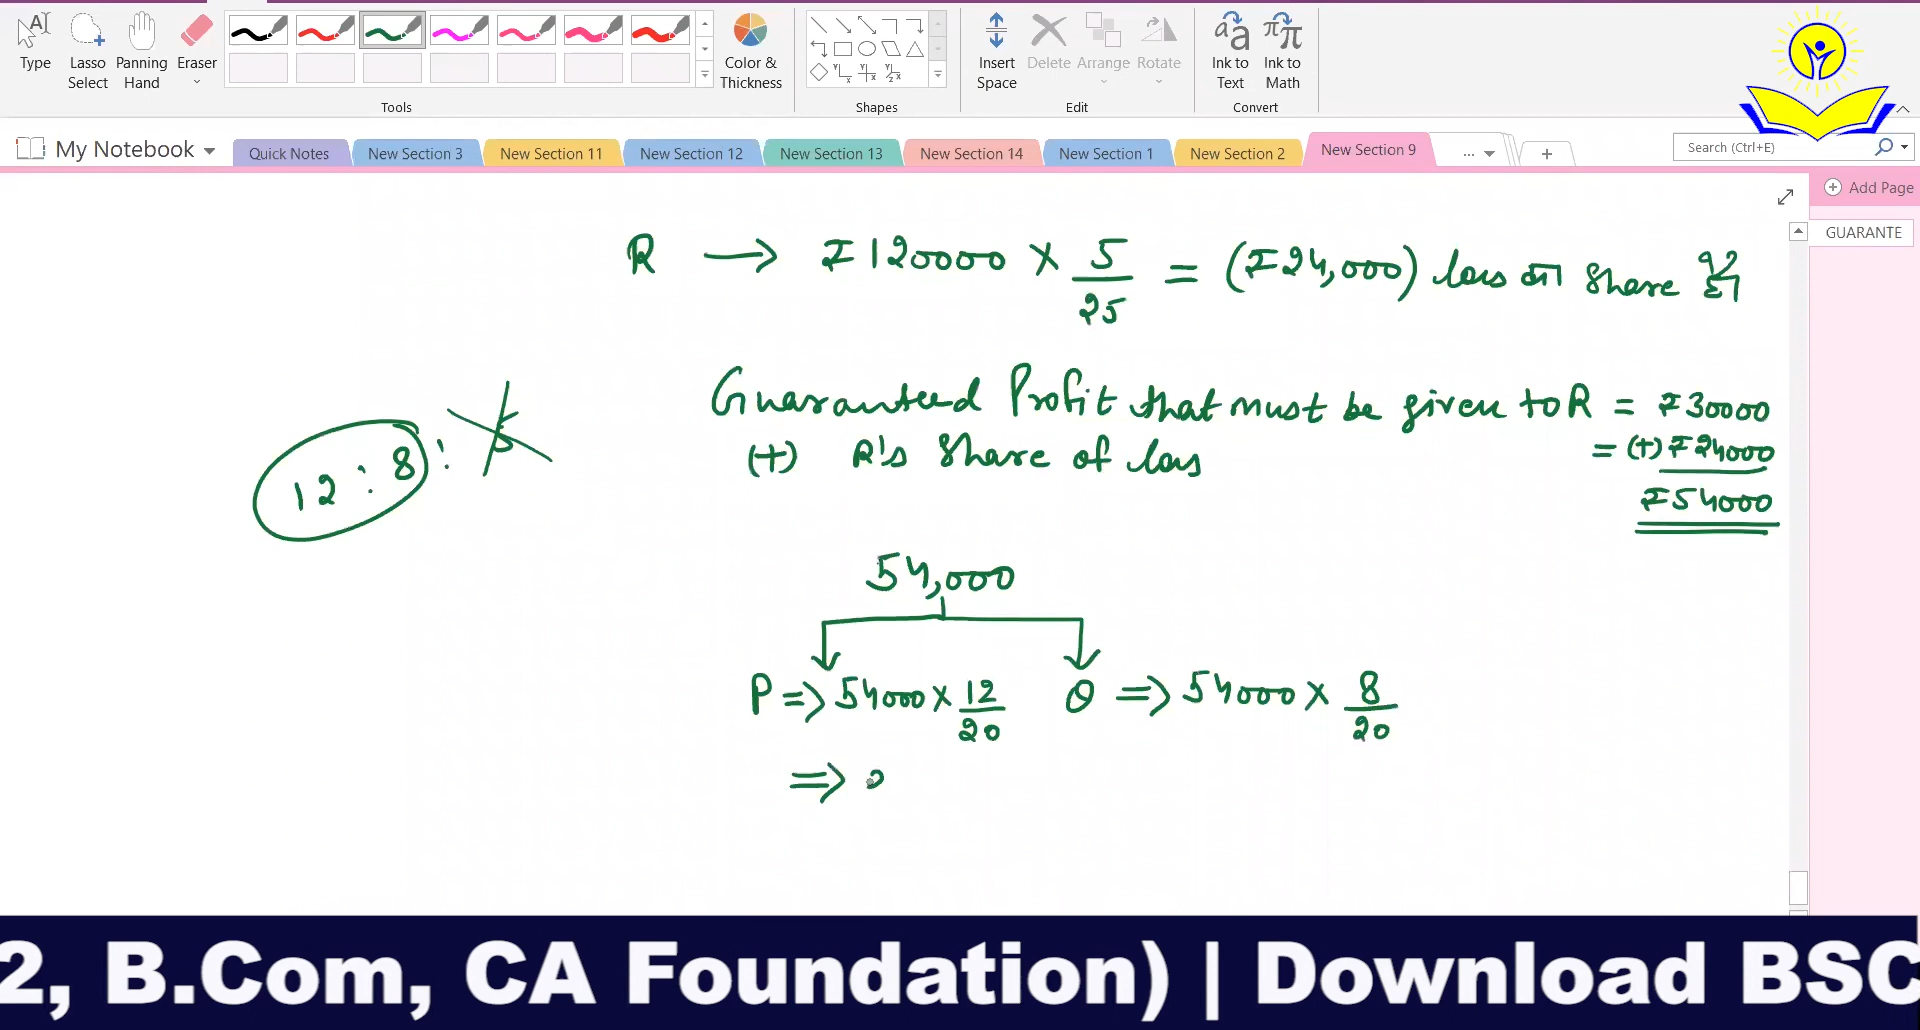 Type
Lasso Select
Panning Hand
Eraser
Color & Thickness
Insert Space
Delete
Arrange
Rotate
Ink to Text
Ink to Math
Tools
Shapes
Edit
Convert
My Notebook
Quick Notes
New Section 3
New Section 11
New Section 12
New Section 13
New Section 14
New Section 1
New Section 2
New Section 9
...
Search (Ctrl+E)
Add Page
GUARANTE
R → ₹120000 × 5/25 = (₹24,000) loss का share है
Guaranteed Profit that must be given to R = ₹30000
(+) R's Share of loss = (+) ₹24000
₹54000
12 : 8 : 5
54,000
P ⇒ 54000 × 12/20 Q ⇒ 54000 × 8/20
⇒
2, B.Com, CA Foundation) | Download BSC